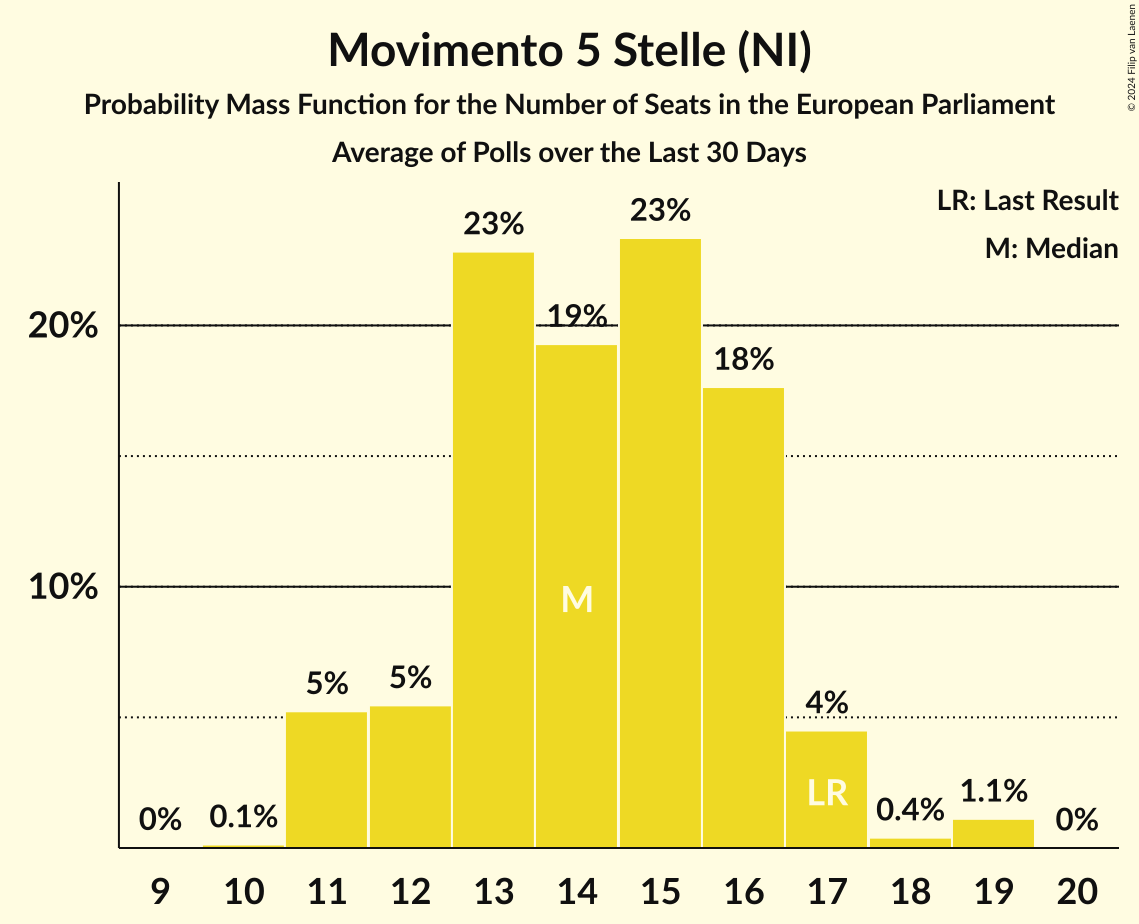 Movimento 5 Stelle (NI)
Probability Mass Function for the Number of Seats in the European Parliament
Average of Polls over the Last 30 Days
© 2024 Filip van Laenen
LR: Last Result
M: Median
20%
10%
0%
0.1%
5%
5%
23%
19%
23%
18%
4%
0.4%
1.1%
0%
M
LR
9 10 11 12 13 14 15 16 17 18 19 20